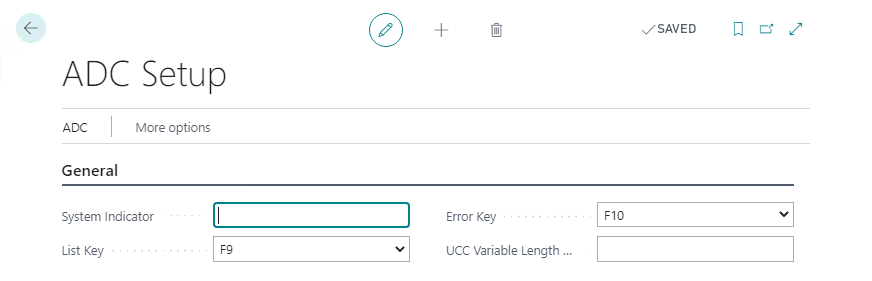 SAVED
ADC Setup
ADC More options
General
System Indicator Error Key F10
List Key F9 UCC Variable Length ...